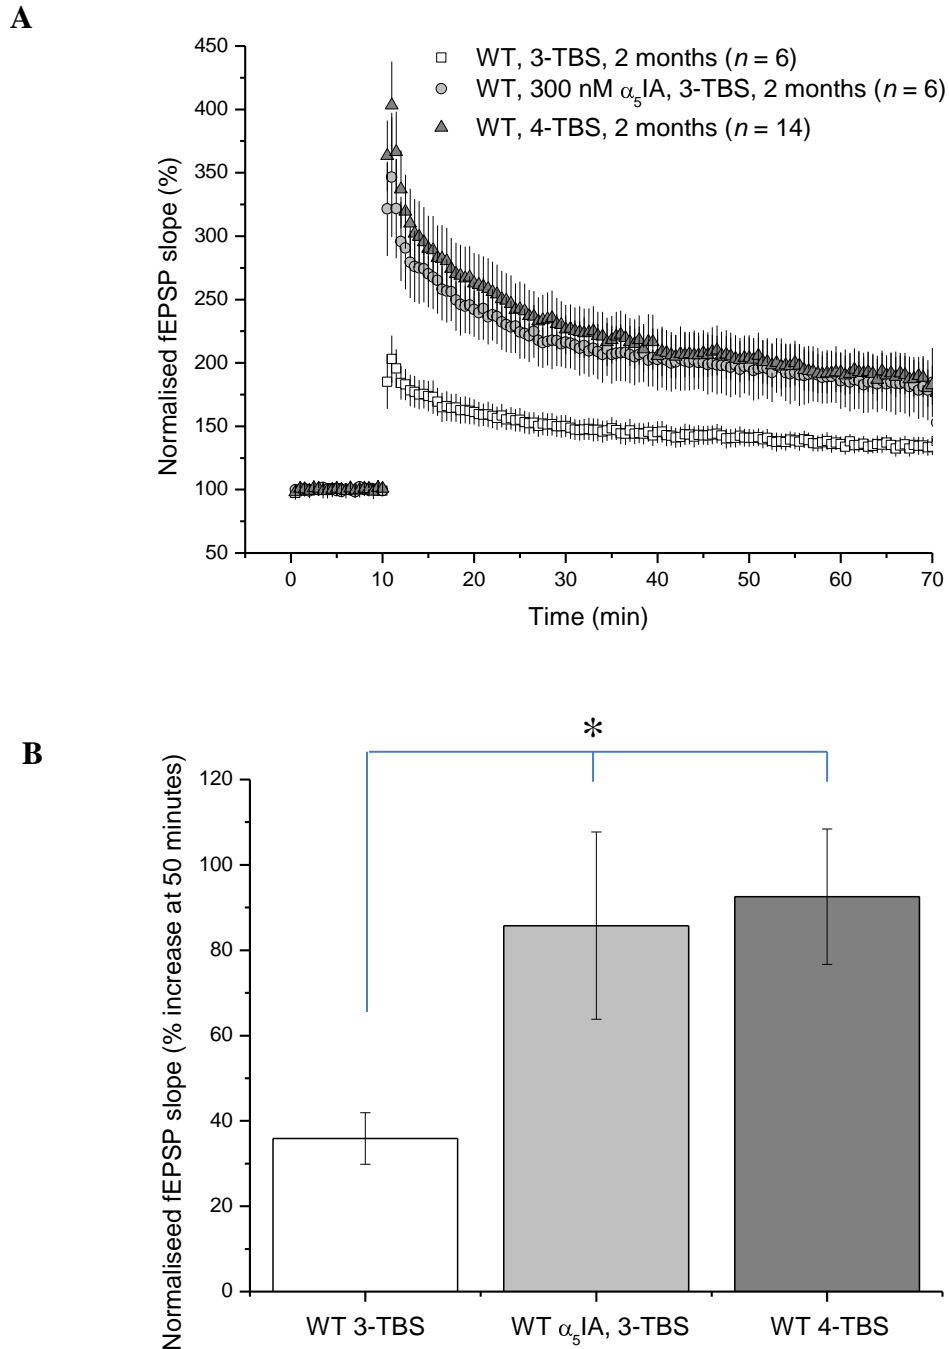 A
450
400
350
300
250
200
150
100
50
Normalised fEPSP slope (%)
WT, 3-TBS, 2 months (n = 6)
WT, 300 nM α5IA, 3-TBS, 2 months (n = 6)
WT, 4-TBS, 2 months (n = 14)
0 10 20 30 40 50 60 70
Time (min)
B
*
120
100
80
60
40
20
0
Normaliseed fEPSP slope (% increase at 50 minutes)
WT 3-TBS WT α5IA, 3-TBS WT 4-TBS